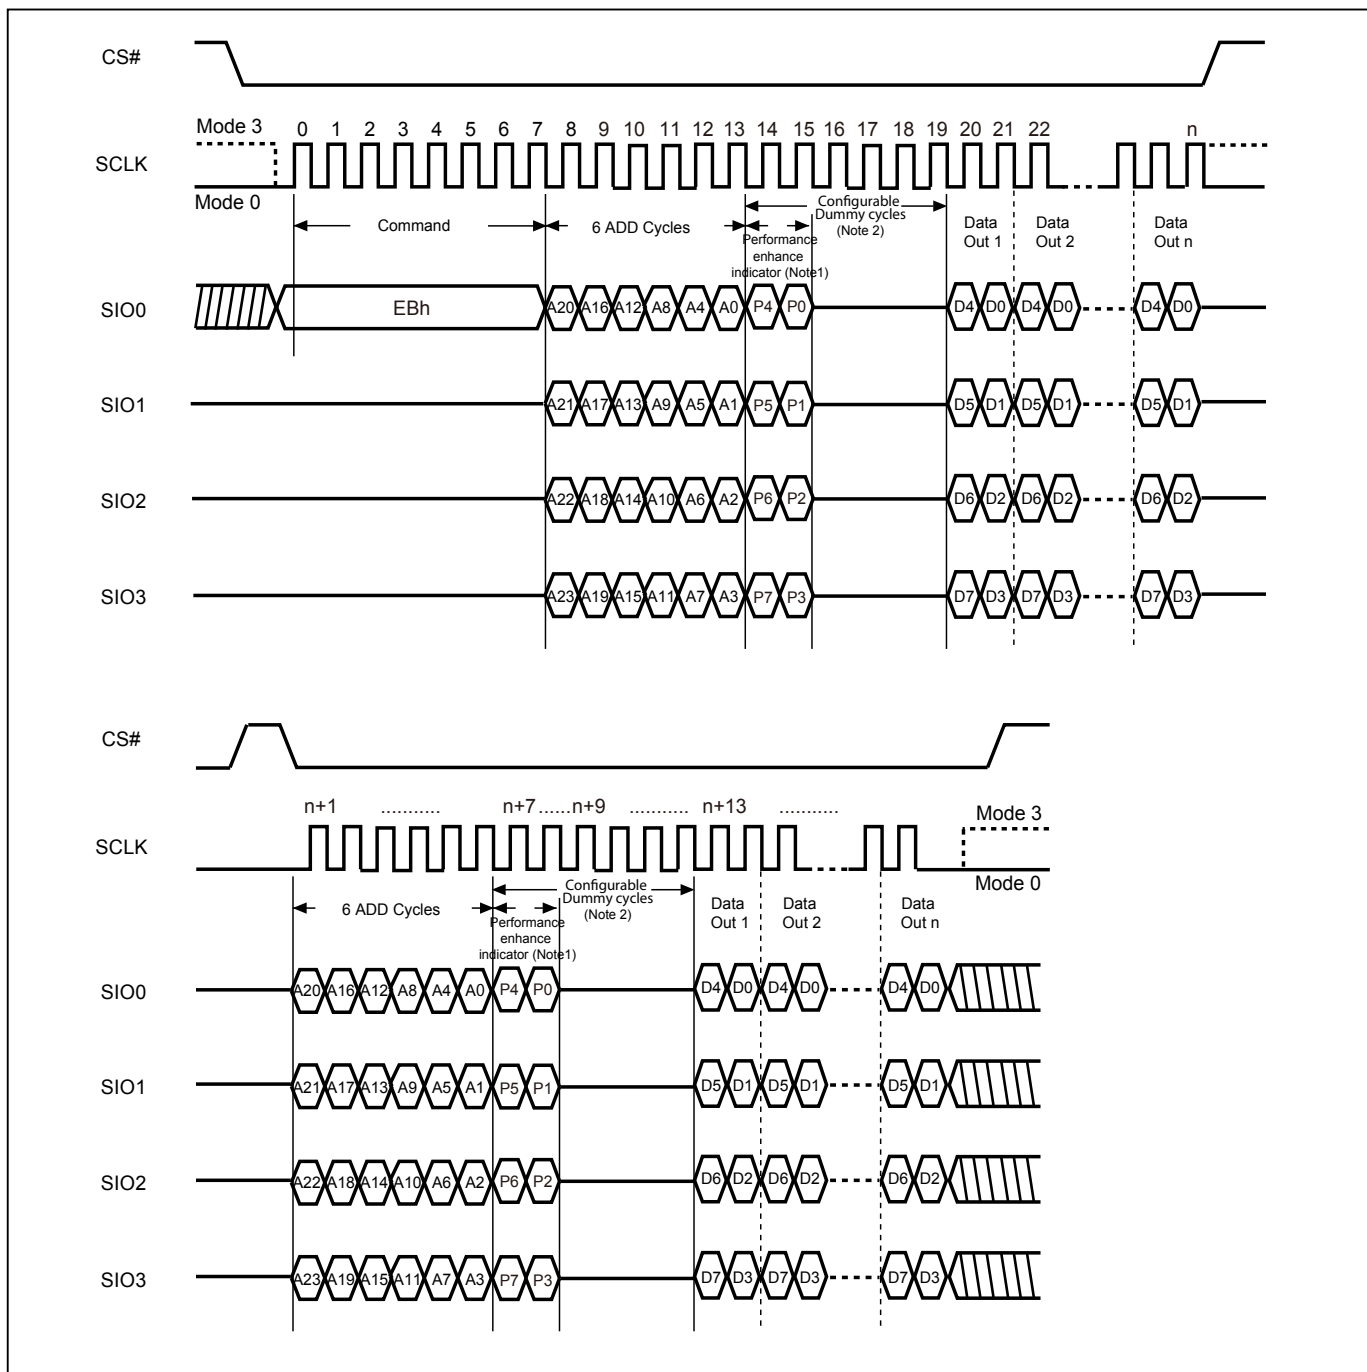 CS#
Mode 3
0 1 2 3 4 5 6 7 8 9 10 11 12 13 14 15 16 17 18 19 20 21 22 n
SCLK
Mode 0
Command
6 ADD Cycles
Configurable
Dummy cycles
(Note 2)
Performance
enhance
indicator (Note1)
Data
Out 1
Data
Out 2
Data
Out n
SIO0 EBh A20 A16 A12 A8 A4 A0 P4 P0 D4 D0 D4 D0 D4 D0
SIO1 A21 A17 A13 A9 A5 A1 P5 P1 D5 D1 D5 D1 D5 D1
SIO2 A22 A18 A14 A10 A6 A2 P6 P2 D6 D2 D6 D2 D6 D2
SIO3 A23 A19 A15 A11 A7 A3 P7 P3 D7 D3 D7 D3 D7 D3
CS#
n+1 ........... n+7 ......n+9 ........... n+13 ...........
Mode 3
SCLK
Mode 0
6 ADD Cycles
Configurable
Dummy cycles
(Note 2)
Performance
enhance
indicator (Note1)
Data
Out 1
Data
Out 2
Data
Out n
SIO0 A20 A16 A12 A8 A4 A0 P4 P0 D4 D0 D4 D0 D4 D0
SIO1 A21 A17 A13 A9 A5 A1 P5 P1 D5 D1 D5 D1 D5 D1
SIO2 A22 A18 A14 A10 A6 A2 P6 P2 D6 D2 D6 D2 D6 D2
SIO3 A23 A19 A15 A11 A7 A3 P7 P3 D7 D3 D7 D3 D7 D3